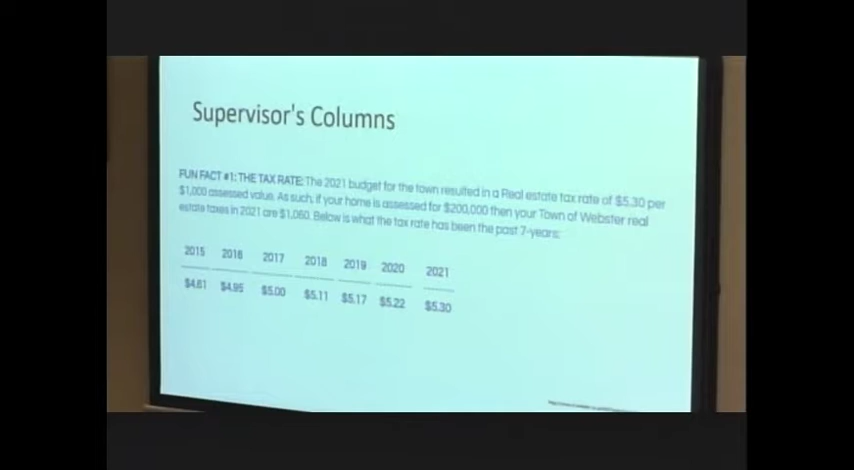 Supervisor's Columns
FUN FACT #1: THE TAX RATE: The 2021 budget for the town resulted in a Real estate tax rate of $5.30 per
$1,000 assessed value. As such, if your home is assessed for $200,000 then your Town of Webster real
estate taxes in 2021 are $1,060. Below is what the tax rate has been the past 7-years:
2015 2016 2017 2018 2019 2020 2021
$4.61 $4.95 $5.00 $5.11 $5.17 $5.22 $5.30